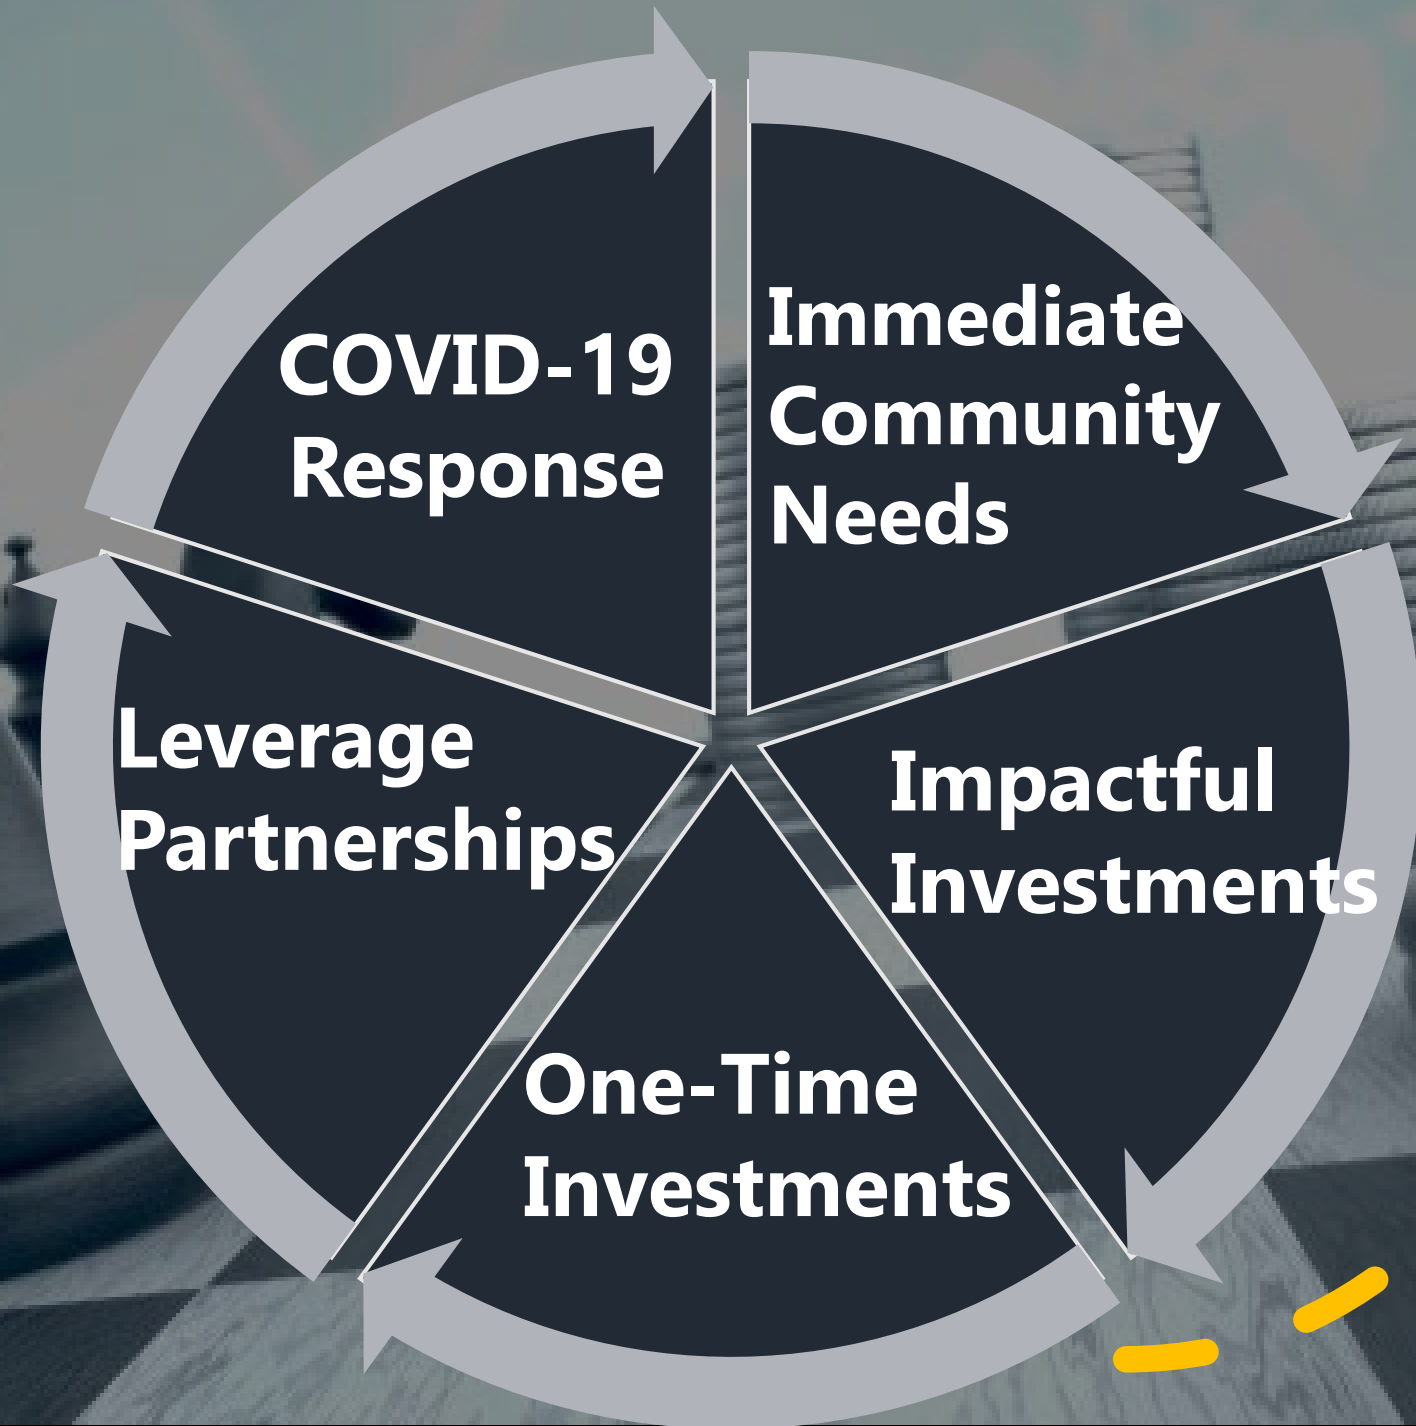 COVID-19
Response
Immediate
Community
Needs
Impactful
Investments
One-Time
Investments
Leverage
Partnerships